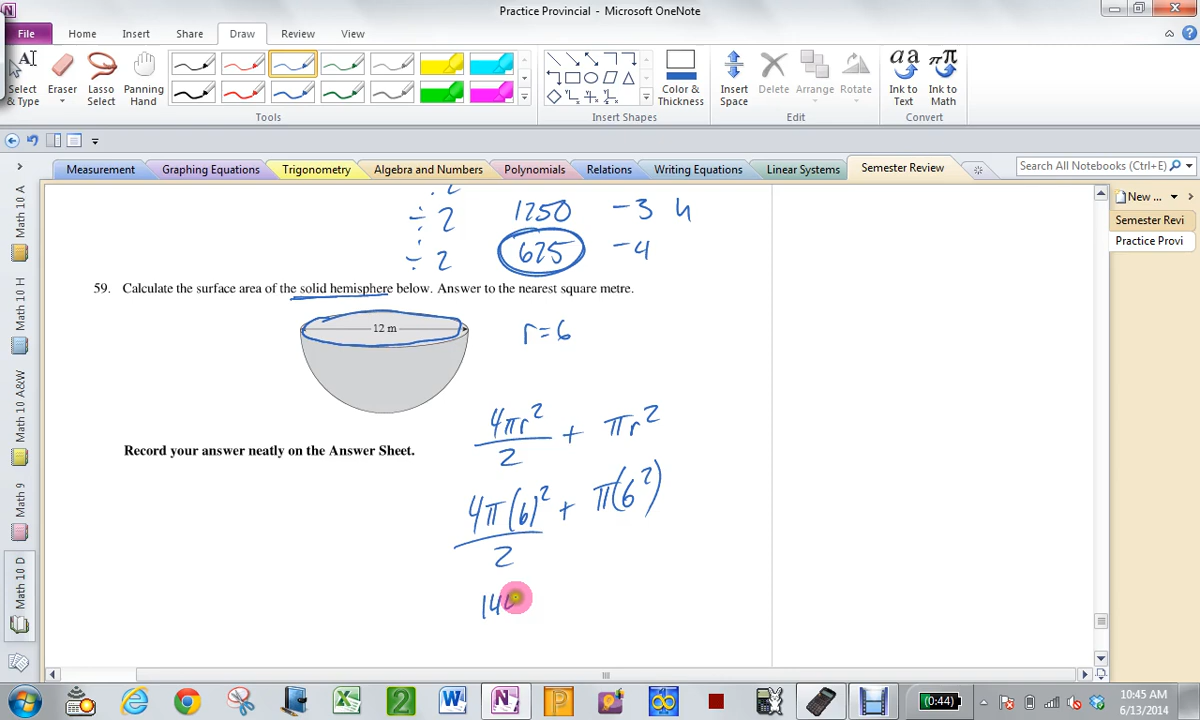 Practice Provincial - Microsoft OneNote
File Home Insert Share Draw Review View
Select & Type
Eraser
Lasso Select
Panning Hand
Color & Thickness
Insert Space
Delete
Arrange
Rotate
Ink to Text
Ink to Math
Tools
Insert Shapes
Edit
Convert
Measurement Graphing Equations Trigonometry Algebra and Numbers Polynomials Relations Writing Equations Linear Systems Semester Review
Search All Notebooks (Ctrl+E)
New ...
Semester Revi
Practice Provi
Math 10 A
Math 10 H
Math 10 A&W
Math 9
Math 10 D
÷ 2 1250 -3 4
÷ 2 625 -4
59. Calculate the surface area of the solid hemisphere below. Answer to the nearest square metre.
12 m
r = 6
4πr² / 2 + πr²
Record your answer neatly on the Answer Sheet.
4π(6)² / 2 + π(6²)
14
(0:44)
10:45 AM
6/13/2014